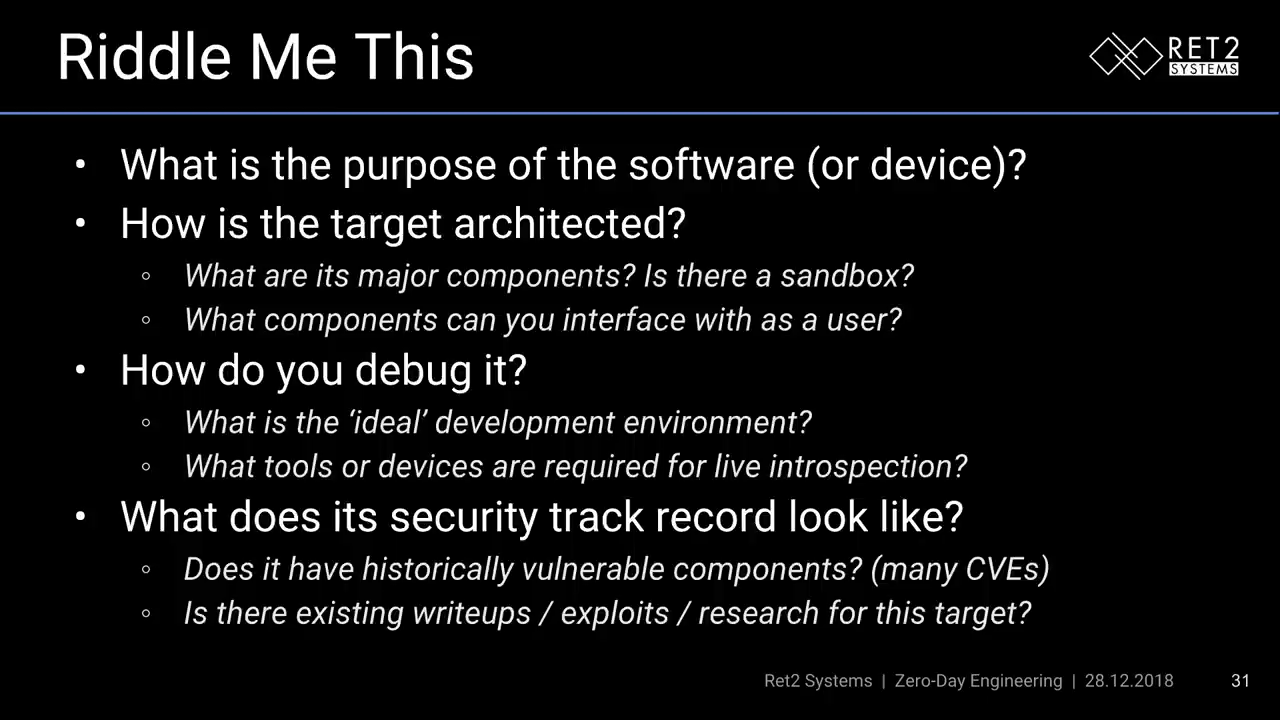 Riddle Me This
RET2
SYSTEMS
• What is the purpose of the software (or device)?
• How is the target architected?
◦ What are its major components? Is there a sandbox?
◦ What components can you interface with as a user?
• How do you debug it?
◦ What is the ‘ideal’ development environment?
◦ What tools or devices are required for live introspection?
• What does its security track record look like?
◦ Does it have historically vulnerable components? (many CVEs)
◦ Is there existing writeups / exploits / research for this target?
Ret2 Systems | Zero-Day Engineering | 28.12.2018 31